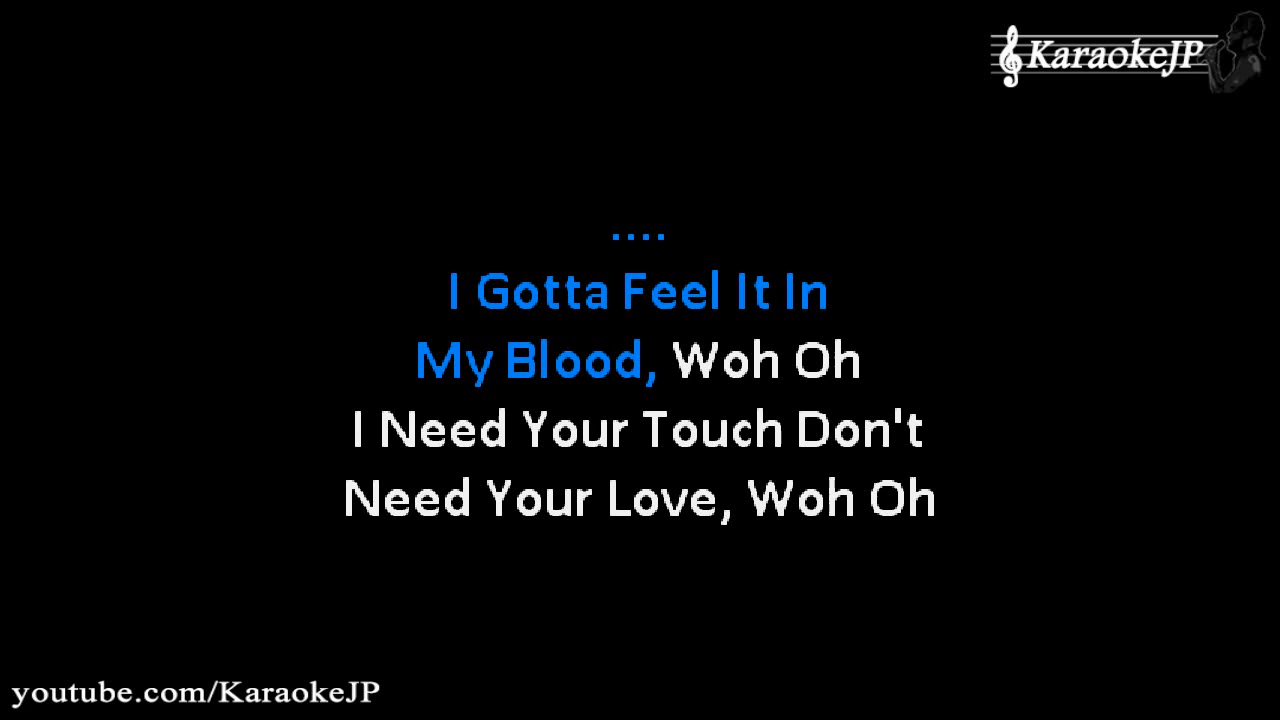 KaraokeJP
....
I Gotta Feel It In
My Blood, Woh Oh
I Need Your Touch Don't
Need Your Love, Woh Oh
youtube.com/KaraokeJP